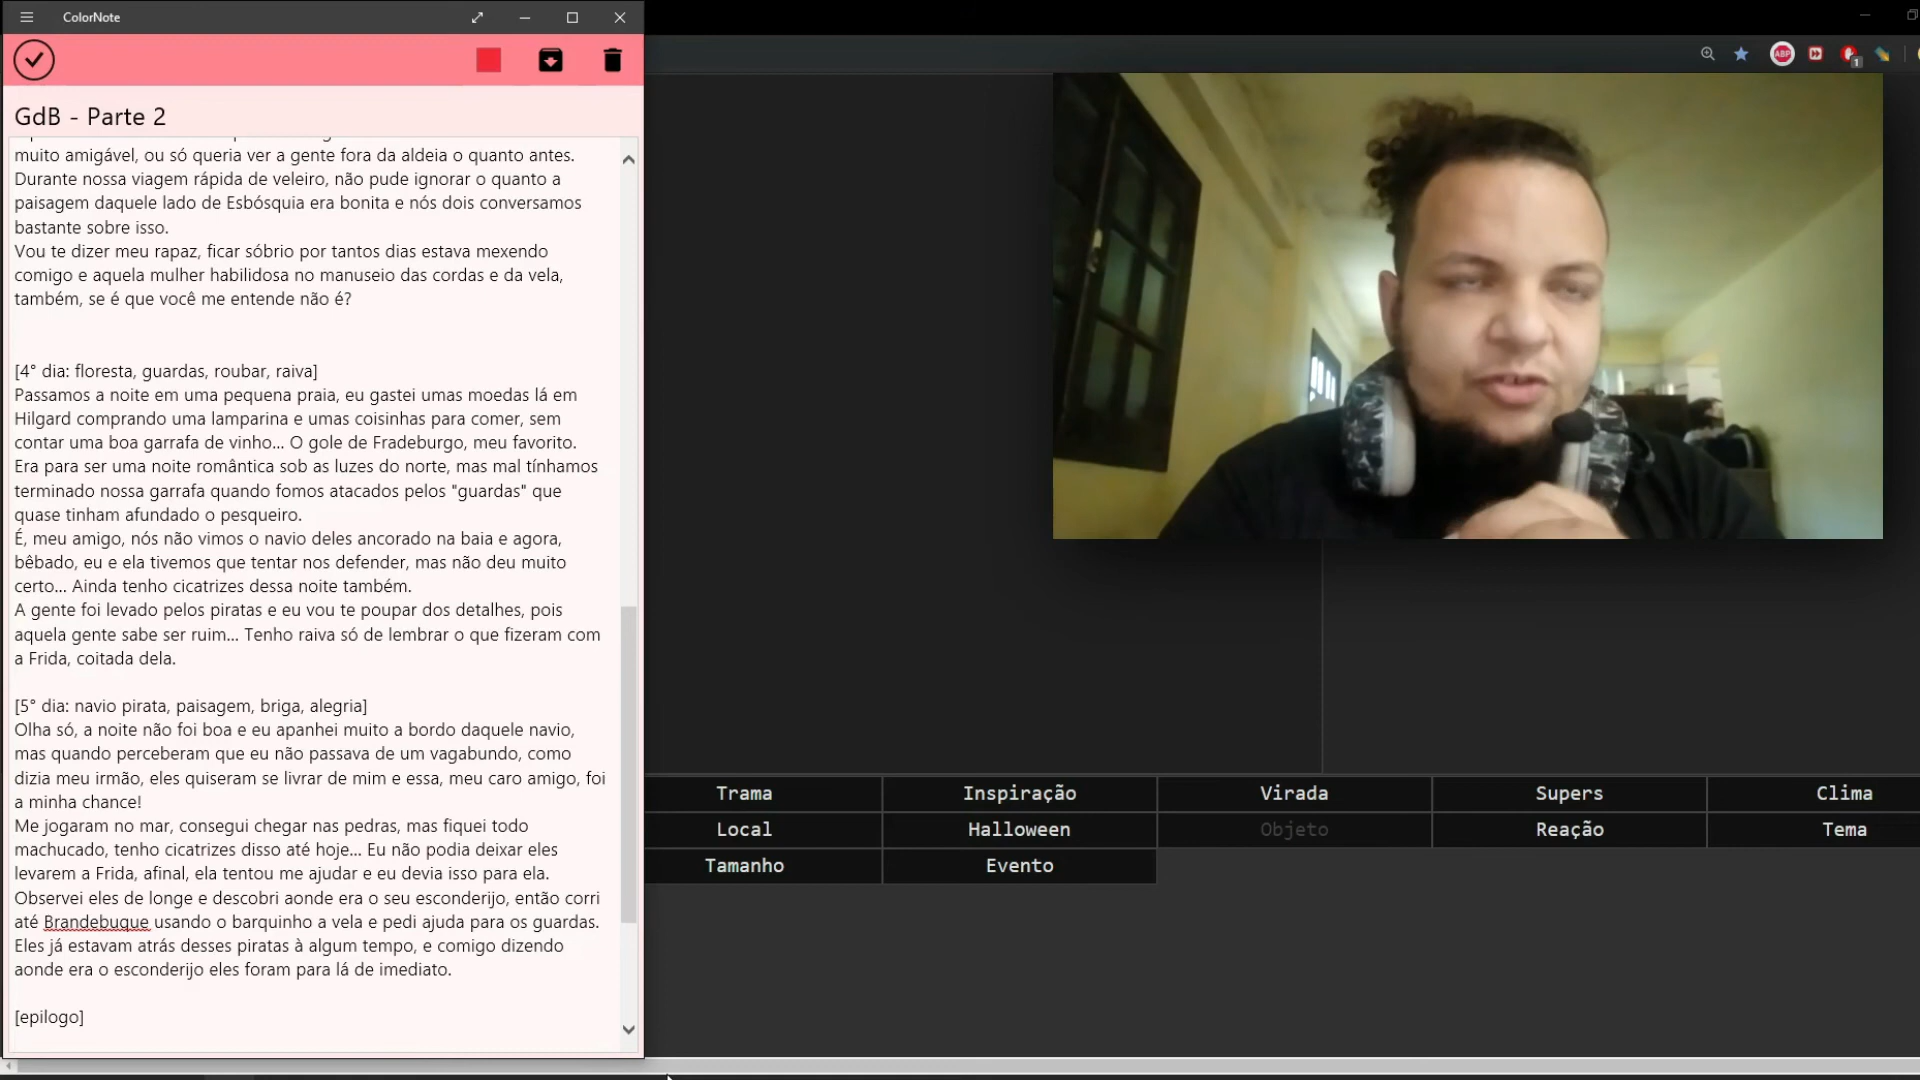 ColorNote
GdB - Parte 2
muito amigável, ou só queria ver a gente fora da aldeia o quanto antes.
Durante nossa viagem rápida de veleiro, não pude ignorar o quanto a
paisagem daquele lado de Esbósquia era bonita e nós dois conversamos
bastante sobre isso.
Vou te dizer meu rapaz, ficar sóbrio por tantos dias estava mexendo
comigo e aquela mulher habilidosa no manuseio das cordas e da vela,
também, se é que você me entende não é?
[4° dia: floresta, guardas, roubar, raiva]
Passamos a noite em uma pequena praia, eu gastei umas moedas lá em
Hilgard comprando uma lamparina e umas coisinhas para comer, sem
contar uma boa garrafa de vinho... O gole de Fradeburgo, meu favorito.
Era para ser uma noite romântica sob as luzes do norte, mas mal tínhamos
terminado nossa garrafa quando fomos atacados pelos "guardas" que
quase tinham afundado o pesqueiro.
É, meu amigo, nós não vimos o navio deles ancorado na baia e agora,
bêbado, eu e ela tivemos que tentar nos defender, mas não deu muito
certo... Ainda tenho cicatrizes dessa noite também.
A gente foi levado pelos piratas e eu vou te poupar dos detalhes, pois
aquela gente sabe ser ruim... Tenho raiva só de lembrar o que fizeram com
a Frida, coitada dela.
[5° dia: navio pirata, paisagem, briga, alegria]
Olha só, a noite não foi boa e eu apanhei muito a bordo daquele navio,
mas quando perceberam que eu não passava de um vagabundo, como
dizia meu irmão, eles quiseram se livrar de mim e essa, meu caro amigo, foi
a minha chance!
Me jogaram no mar, consegui chegar nas pedras, mas fiquei todo
machucado, tenho cicatrizes disso até hoje... Eu não podia deixar eles
levarem a Frida, afinal, ela tentou me ajudar e eu devia isso para ela.
Observei eles de longe e descobri aonde era o seu esconderijo, então corri
até Brandebuque usando o barquinho a vela e pedi ajuda para os guardas.
Eles já estavam atrás desses piratas à algum tempo, e comigo dizendo
aonde era o esconderijo eles foram para lá de imediato.
[epilogo]
ABP
1
Trama Inspiração Virada Supers Clima
Local Halloween Objeto Reação Tema
Tamanho Evento